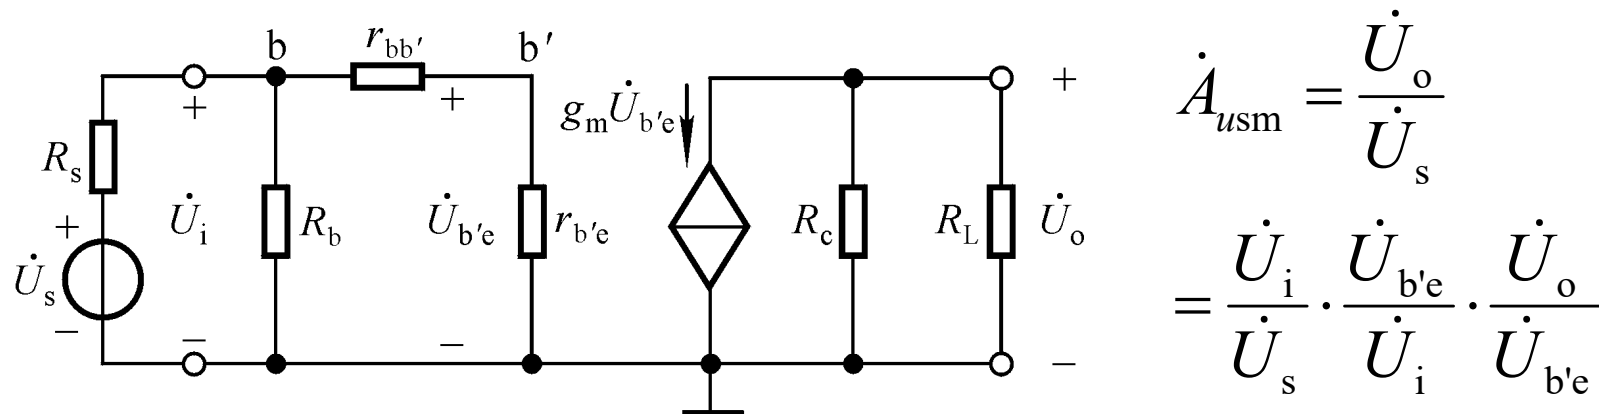 b
r_bb′
b′
+
+
g_m U̇_b′e
+
R_s
U̇_i
R_b
U̇_b′e
r_b′e
R_c
R_L
U̇_o
+
U̇_s
−
−
−
−
Ȧ_usm = U̇_o / U̇_s
= U̇_i / U̇_s · U̇_b'e / U̇_i · U̇_o / U̇_b'e